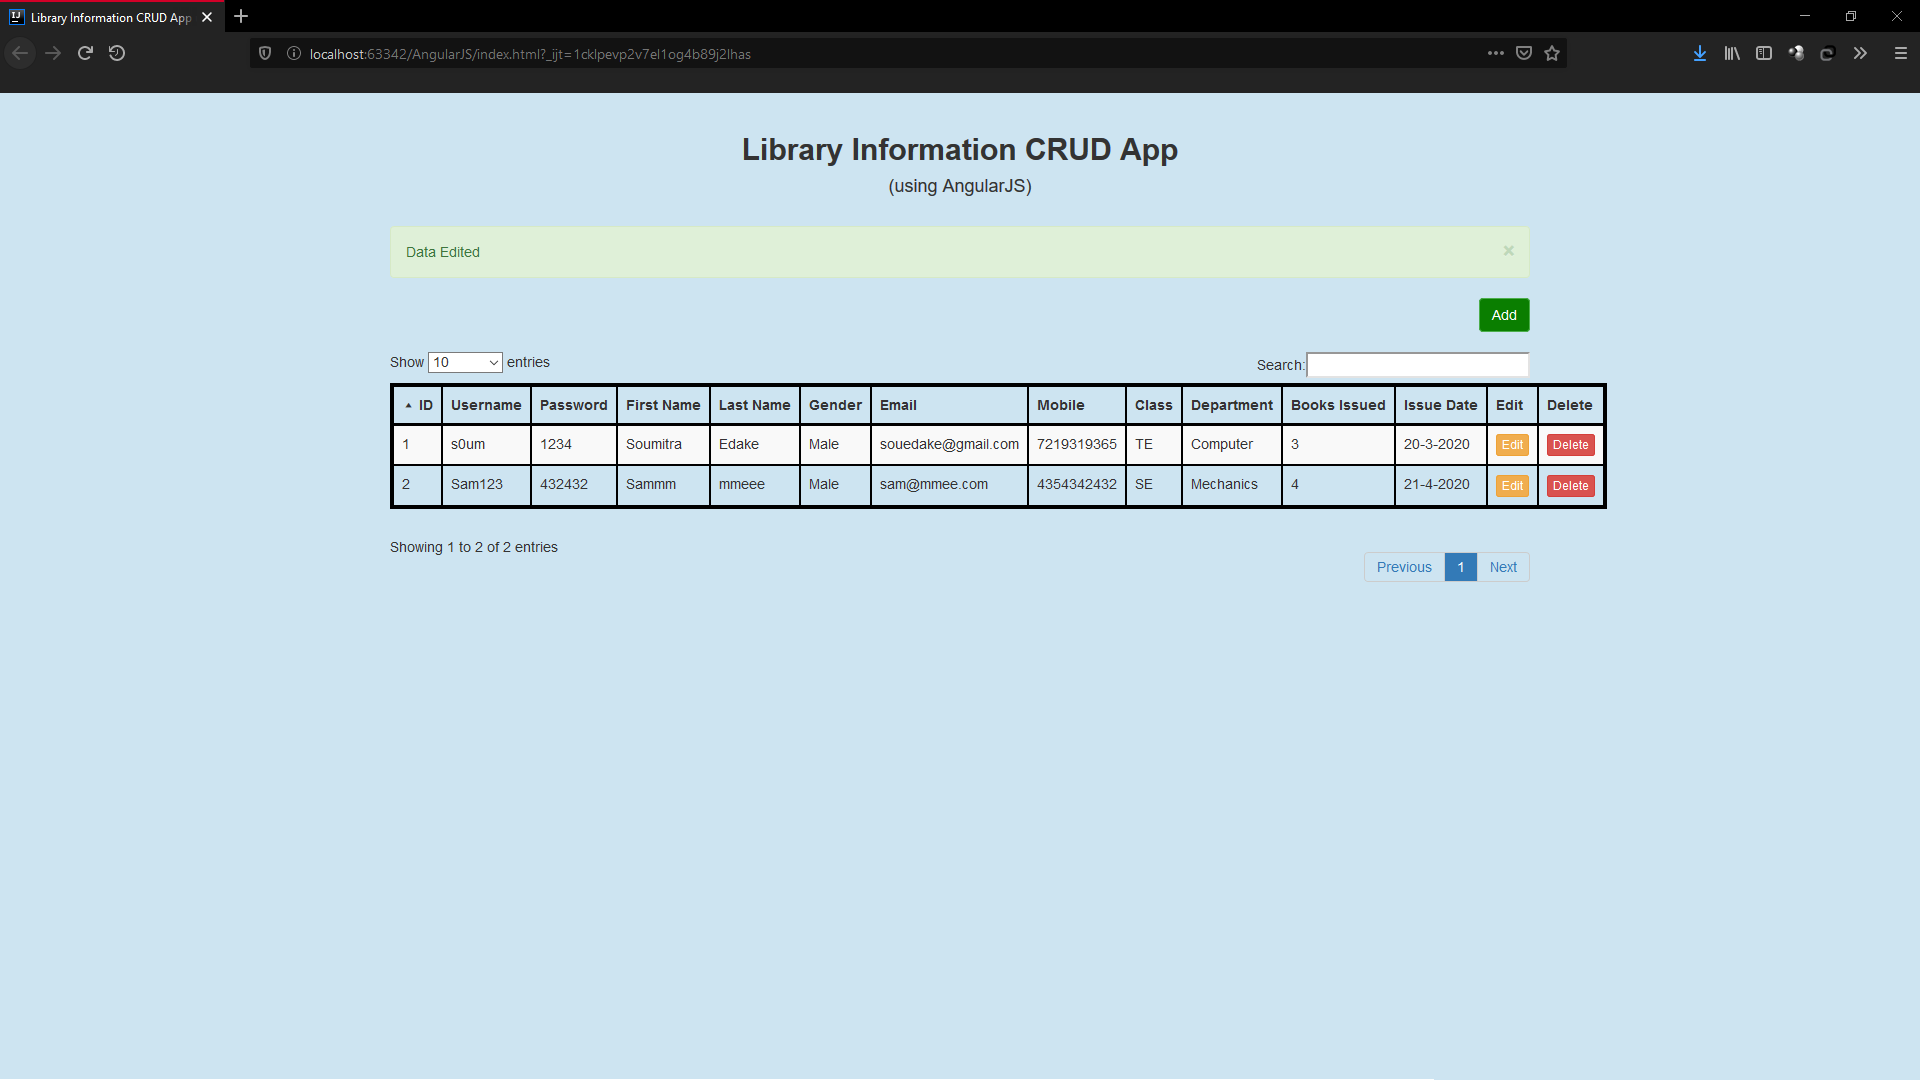 Library Information CRUD App
localhost:63342/AngularJS/index.html?_ijt=1cklpevp2v7el1og4b89j2lhas
Library Information CRUD App
(using AngularJS)
Data Edited ×
Add
Show 10 entries Search:
ID Username Password First Name Last Name Gender Email Mobile Class Department Books Issued Issue Date Edit Delete
1 s0um 1234 Soumitra Edake Male souedake@gmail.com 7219319365 TE Computer 3 20-3-2020 Edit Delete
2 Sam123 432432 Sammm mmeee Male sam@mmee.com 4354342432 SE Mechanics 4 21-4-2020 Edit Delete
Showing 1 to 2 of 2 entries
Previous 1 Next